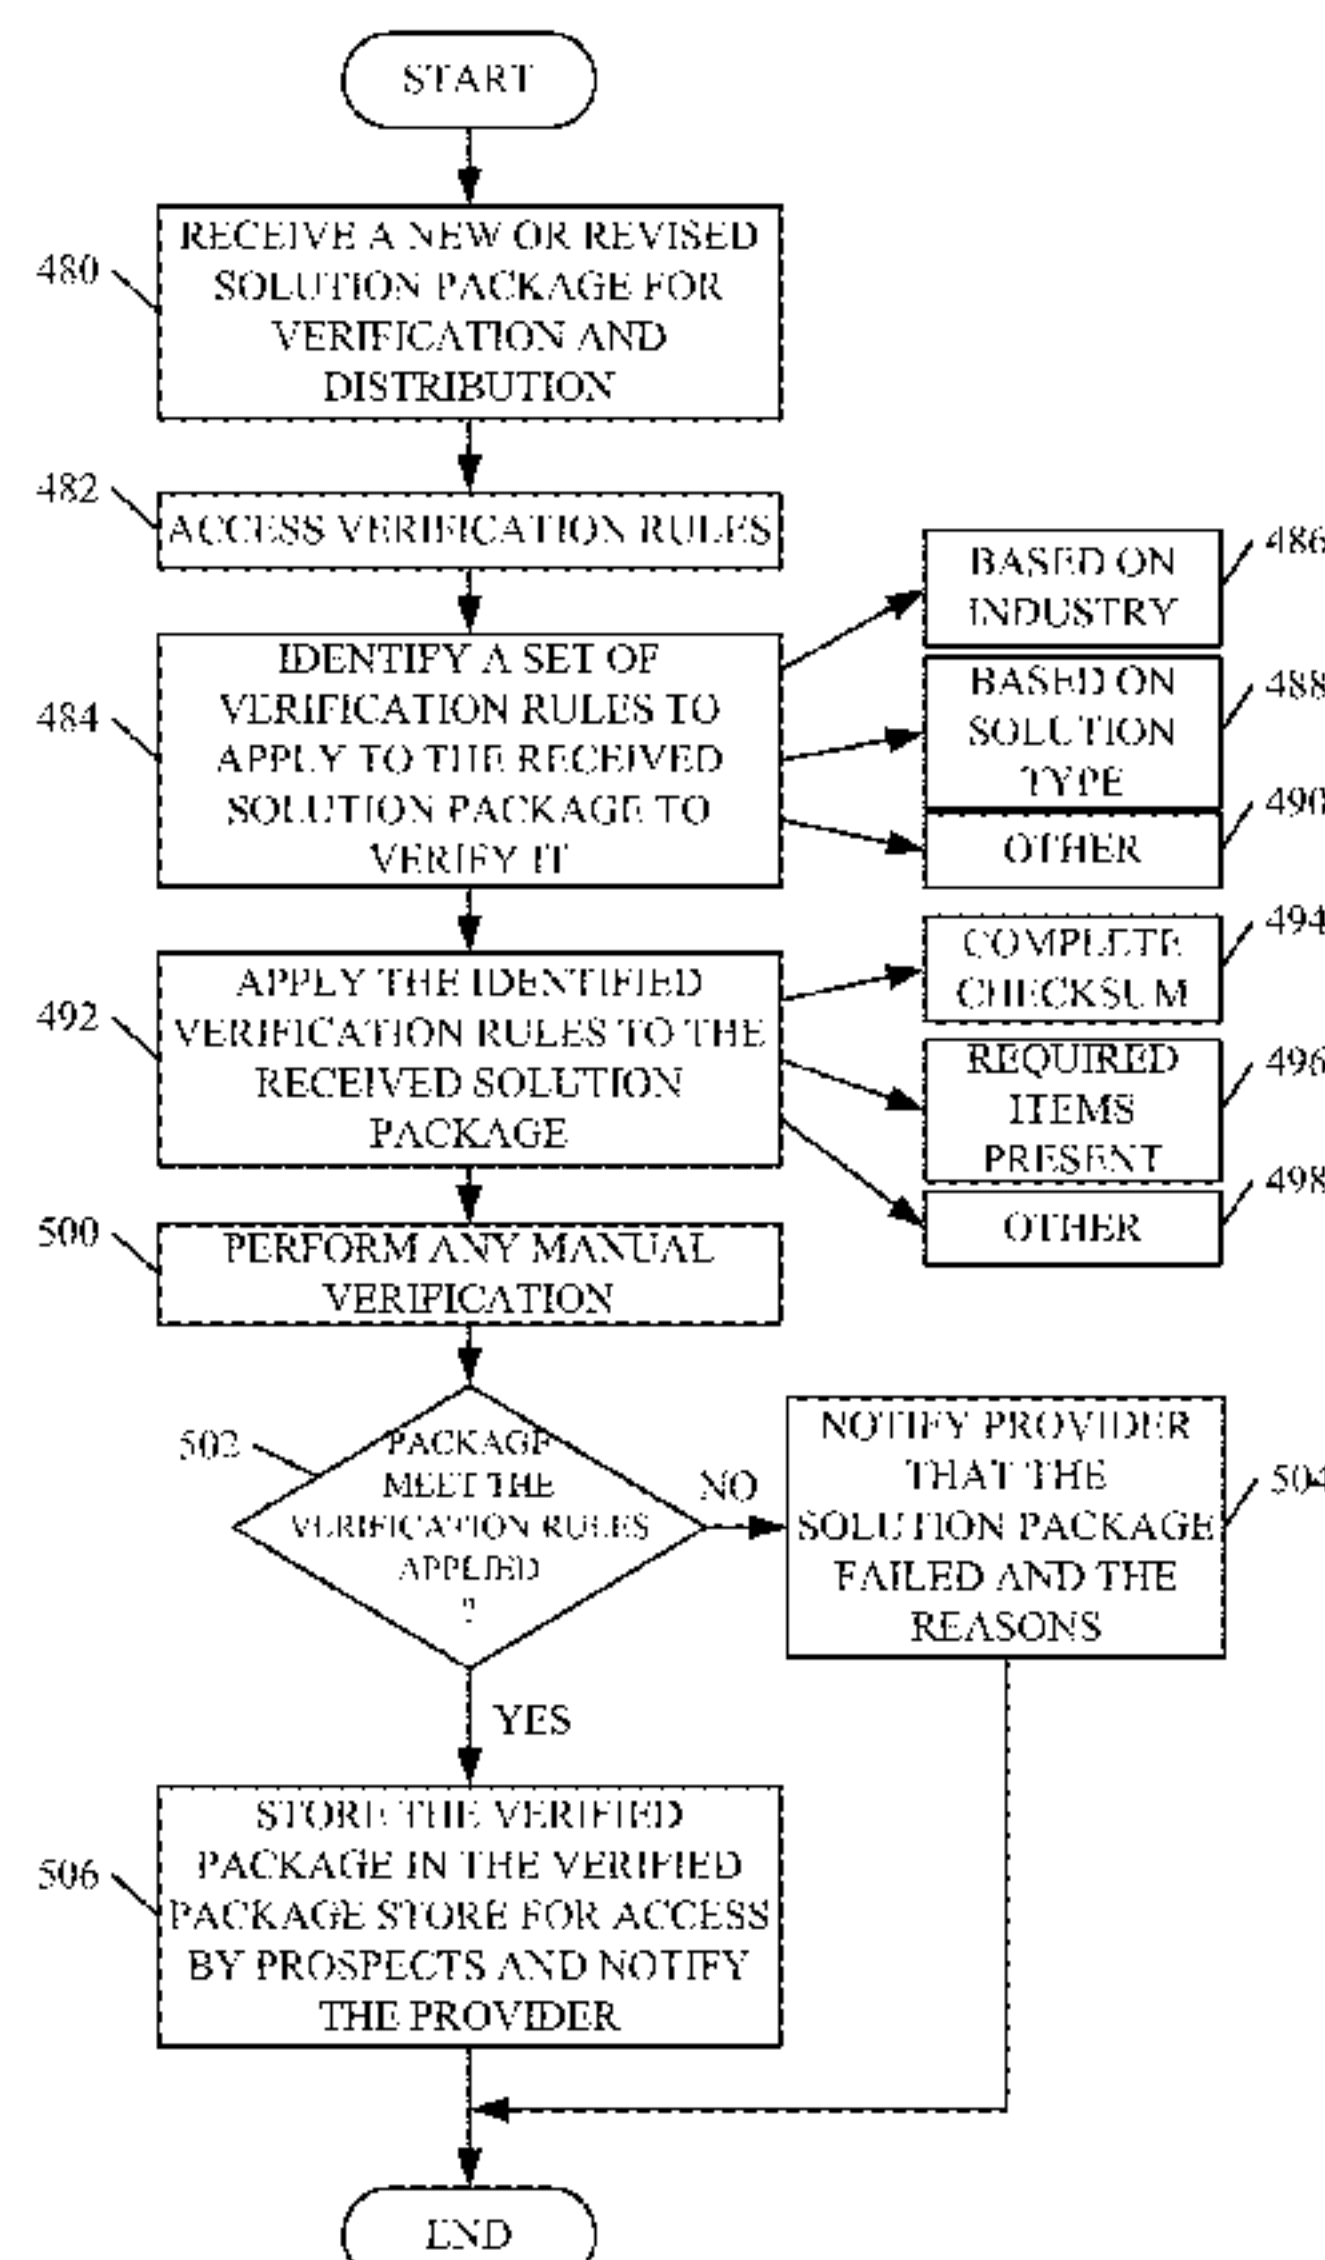 START
480
RECEIVE A NEW OR REVISED
SOLUTION PACKAGE FOR
VERIFICATION AND
DISTRIBUTION
482
ACCESS VERIFICATION RULES
484
IDENTIFY A SET OF
VERIFICATION RULES TO
APPLY TO THE RECEIVED
SOLUTION PACKAGE TO
VERIFY IT
BASED ON
INDUSTRY
486
BASED ON
SOLUTION
TYPE
488
OTHER
490
492
APPLY THE IDENTIFIED
VERIFICATION RULES TO THE
RECEIVED SOLUTION
PACKAGE
COMPLETE
CHECKSUM
494
REQUIRED
ITEMS
PRESENT
496
OTHER
498
500
PERFORM ANY MANUAL
VERIFICATION
502
PACKAGE
MEET THE
VERIFICATION RULES
APPLIED
?
NO
NOTIFY PROVIDER
THAT THE
SOLUTION PACKAGE
FAILED AND THE
REASONS
504
YES
506
STORE THE VERIFIED
PACKAGE IN THE VERIFIED
PACKAGE STORE FOR ACCESS
BY PROSPECTS AND NOTIFY
THE PROVIDER
END